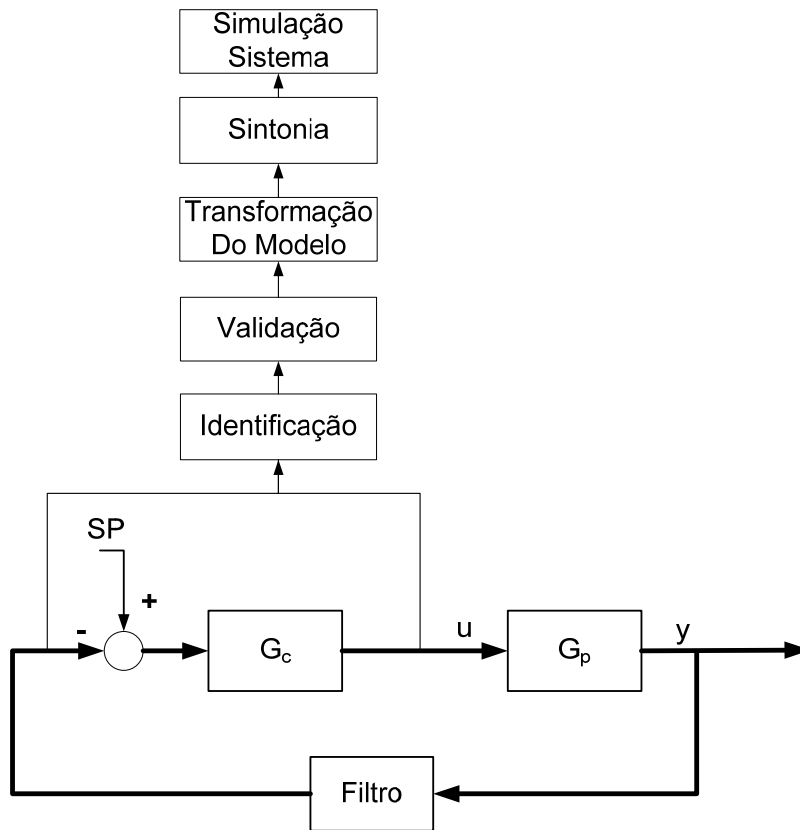 Simulação
Sistema
Sintonia
Transformação
Do Modelo
Validação
Identificação
SP
+
-
G_c
u
G_p
y
Filtro